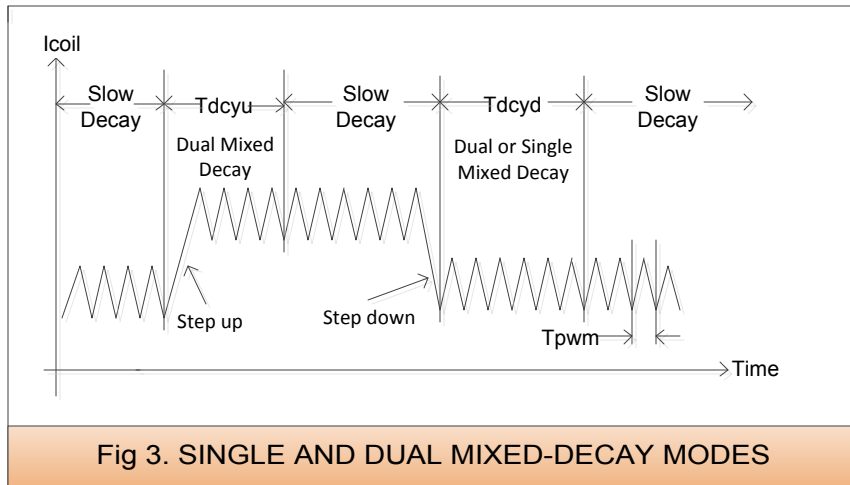 Icoil
Slow
Decay
Tdcyu
Slow
Decay
Tdcyd
Slow
Decay
Dual Mixed
Decay
Dual or Single
Mixed Decay
Step up
Step down
Tpwm
Time
Fig 3. SINGLE AND DUAL MIXED-DECAY MODES